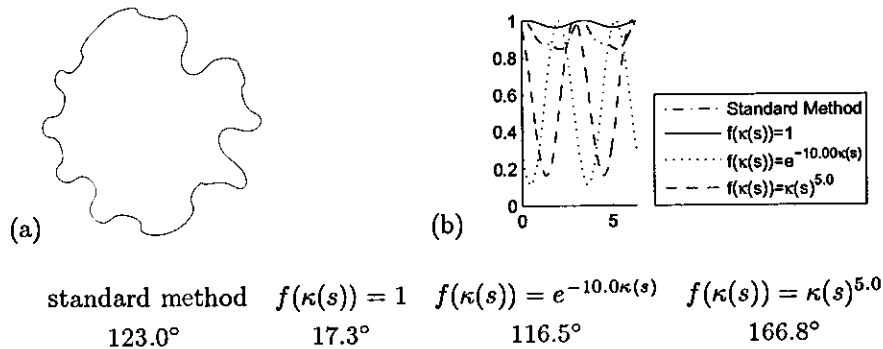 (a)
(b)
1
0.8
0.6
0.4
0.2
0
0 5
Standard Method
f(κ(s))=1
f(κ(s))=e^{-10.00κ(s)}
f(κ(s))=κ(s)^{5.0}
standard method f(κ(s)) = 1 f(κ(s)) = e^{-10.0κ(s)} f(κ(s)) = κ(s)^{5.0}
123.0° 17.3° 116.5° 166.8°